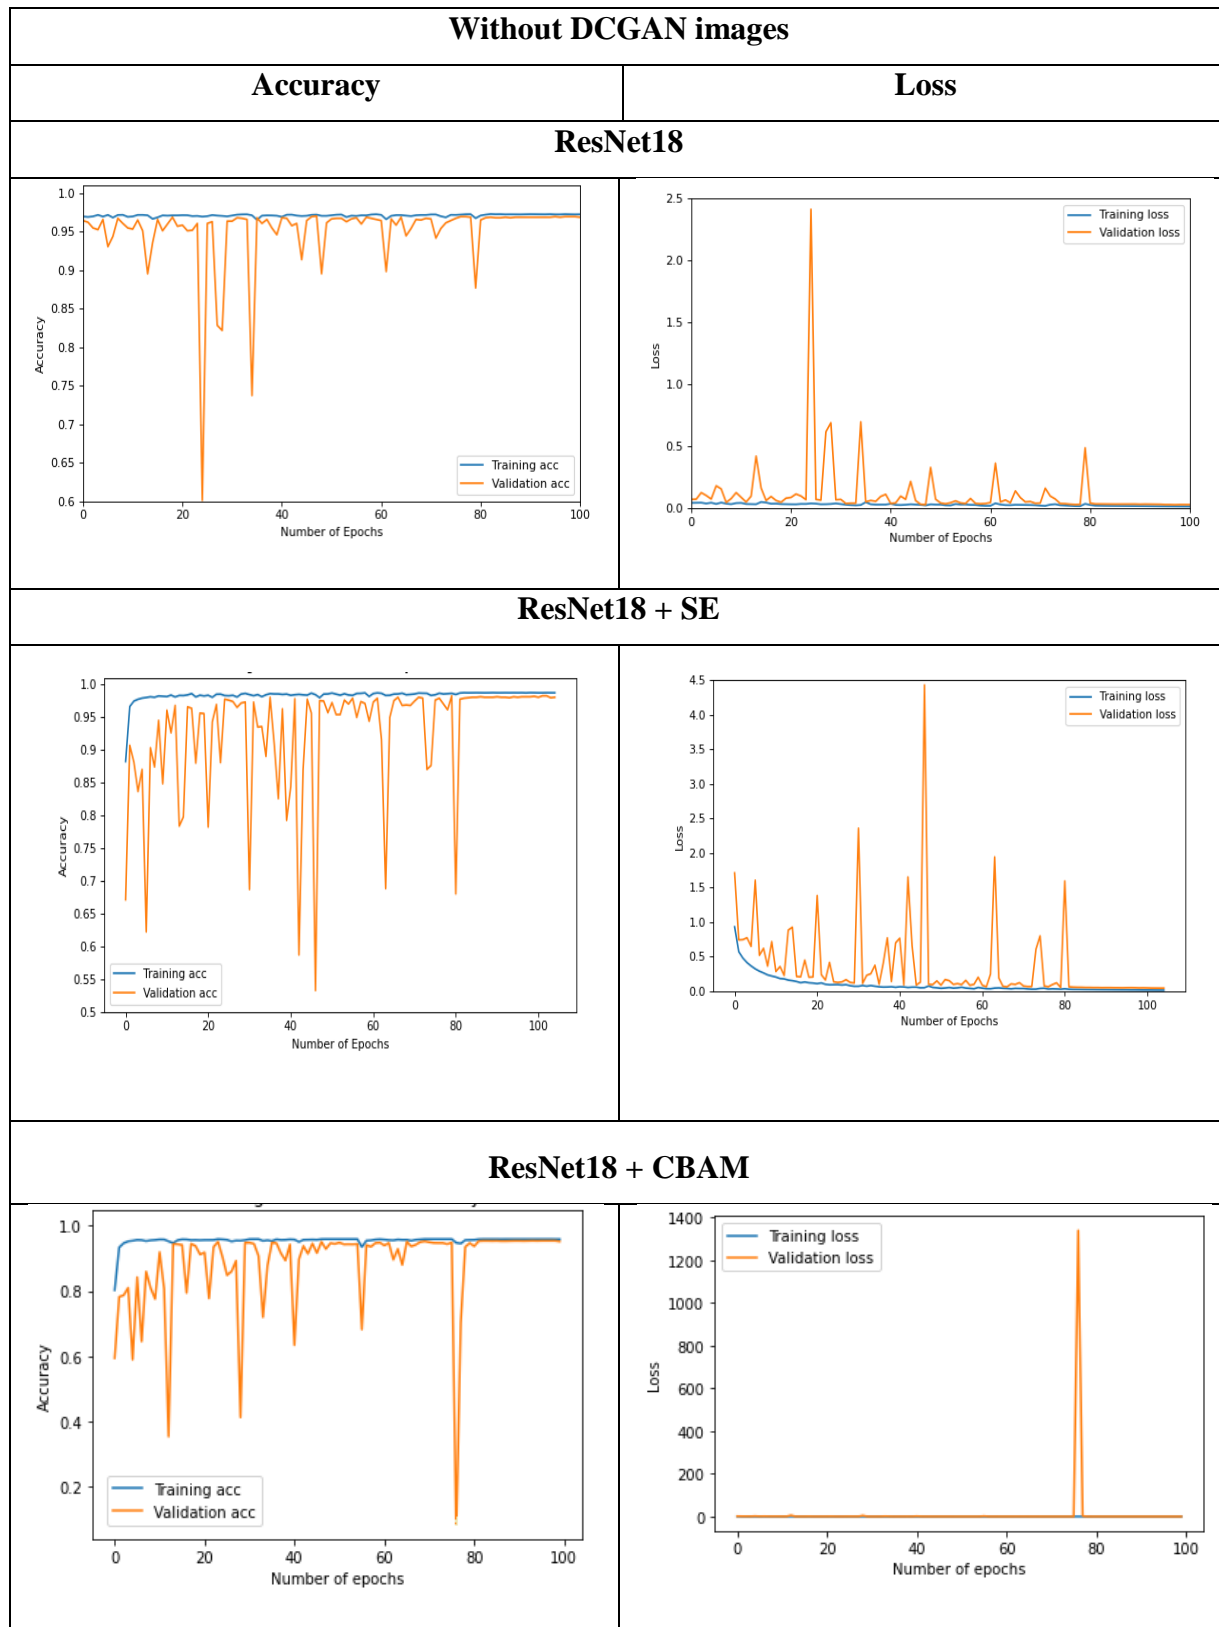 Without DCGAN images
Accuracy
Loss
ResNet18
1.0
0.95
0.9
0.85
0.8
0.75
0.7
0.65
0.6
Accuracy
Training acc
Validation acc
0
20
40
60
80
100
Number of Epochs
2.5
2.0
1.5
1.0
0.5
0.0
Loss
Training loss
Validation loss
0
20
40
60
80
100
Number of Epochs
ResNet18 + SE
1.0
0.95
0.9
0.85
0.8
0.75
0.7
0.65
0.6
0.55
0.5
Accuracy
Training acc
Validation acc
0
20
40
60
80
100
Number of Epochs
4.5
4.0
3.5
3.0
2.5
2.0
1.5
1.0
0.5
0.0
Loss
Training loss
Validation loss
0
20
40
60
80
100
Number of Epochs
ResNet18 + CBAM
1.0
0.8
0.6
0.4
0.2
Accuracy
Training acc
Validation acc
0
20
40
60
80
100
Number of epochs
1400
1200
1000
800
600
400
200
0
Loss
Training loss
Validation loss
0
20
40
60
80
100
Number of epochs